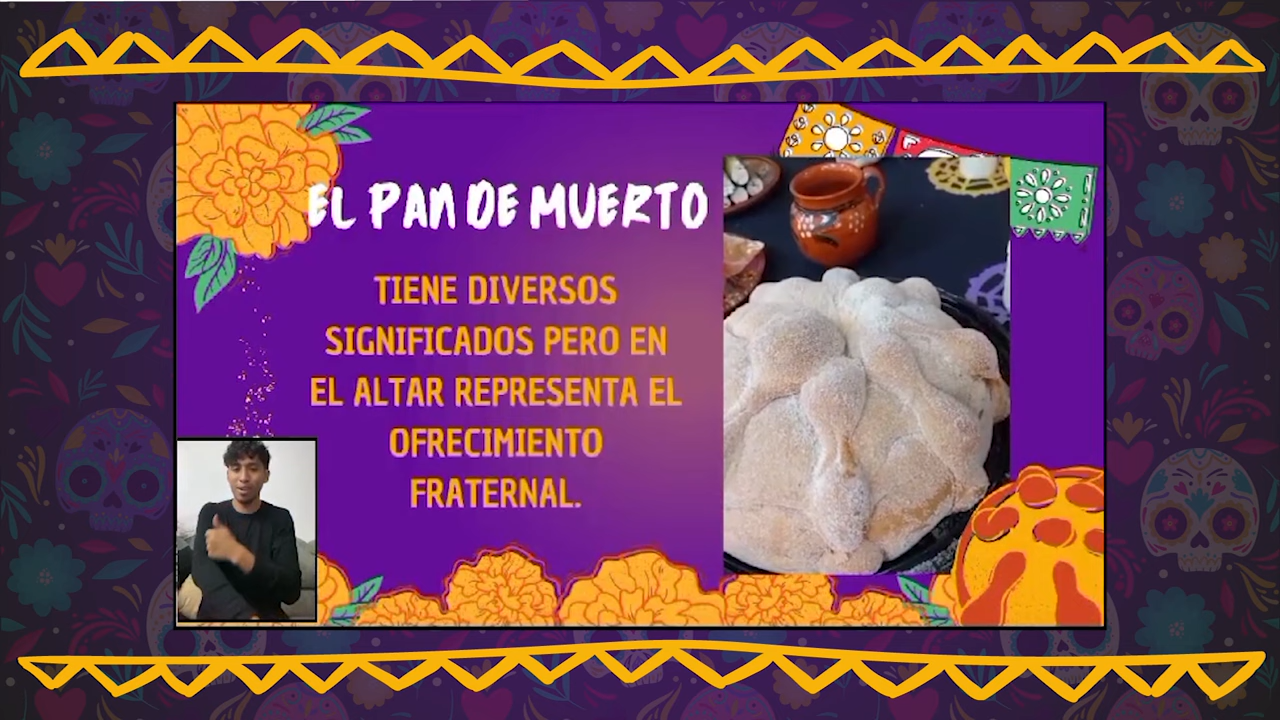 EL PAN DE MUERTO
TIENE DIVERSOS
SIGNIFICADOS PERO EN
EL ALTAR REPRESENTA EL
OFRECIMIENTO
FRATERNAL.